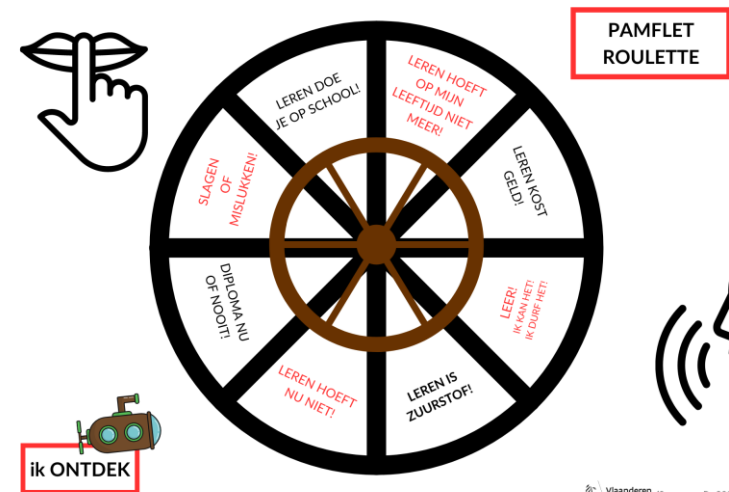 PAMFLET
ROULETTE
LEREN DOE
JE OP SCHOOL!
LEREN HOEFT
OP MIJN
LEEFTIJD NIET
MEER!
LEREN KOST
GELD!
LEER!
IK KAN HET!
IK DURF HET!
LEREN IS
ZUURSTOF!
LEREN HOEFT
NU NIET!
DIPLOMA NU
OF NOOIT!
SLAGEN
OF
MISLUKKEN!
ik ONTDEK
Vlaanderen